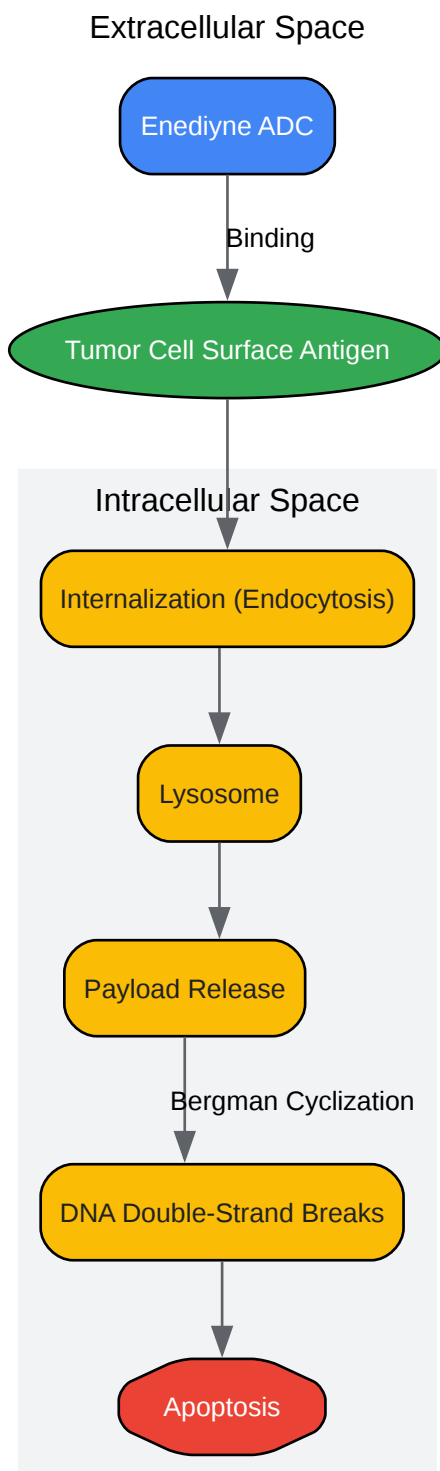 Extracellular Space
Enediyne ADC
Binding
Tumor Cell Surface Antigen
Intracellular Space
Internalization (Endocytosis)
Lysosome
Payload Release
Bergman Cyclization
DNA Double-Strand Breaks
Apoptosis